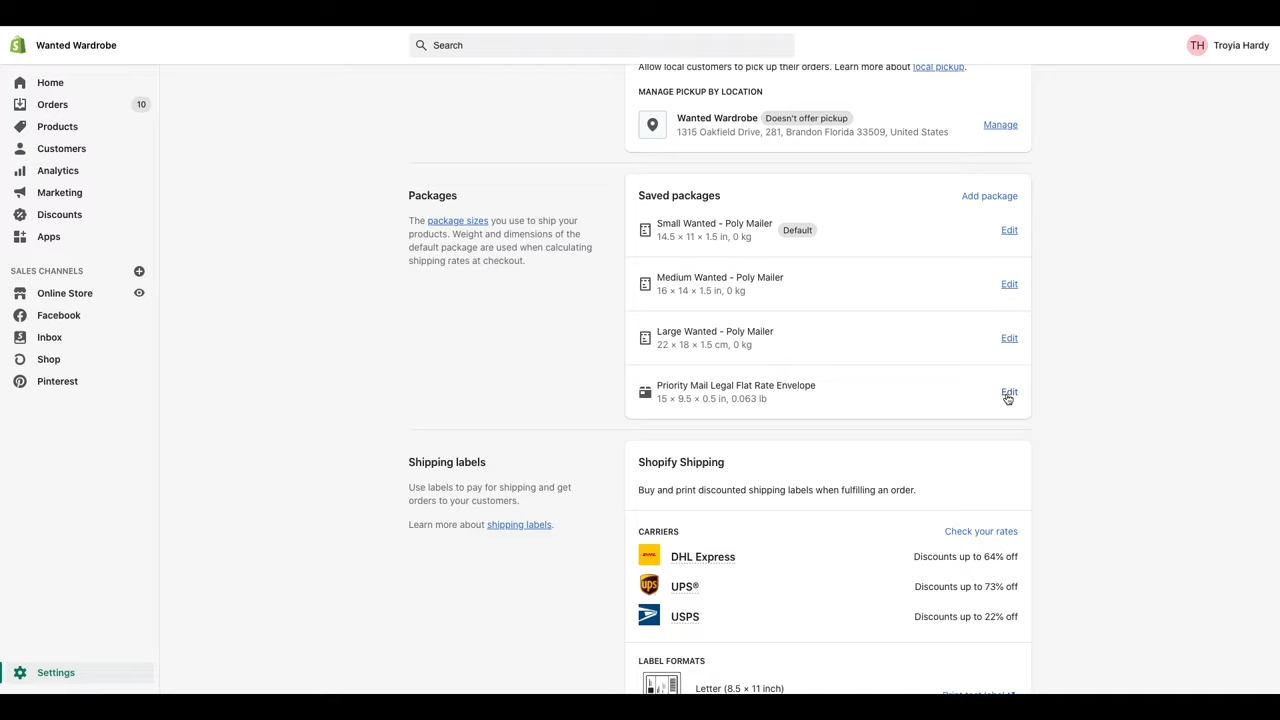 Wanted Wardrobe
Search
TH Troyia Hardy
Home
Orders 10
Products
Customers
Analytics
Marketing
Discounts
Apps
SALES CHANNELS
Online Store
Facebook
Inbox
Shop
Pinterest
Settings
Allow local customers to pick up their orders. Learn more about local pickup.
MANAGE PICKUP BY LOCATION
Wanted Wardrobe Doesn't offer pickup
1315 Oakfield Drive, 281, Brandon Florida 33509, United States
Manage
Packages
The package sizes you use to ship your
products. Weight and dimensions of the
default package are used when calculating
shipping rates at checkout.
Saved packages Add package
Small Wanted - Poly Mailer Default
14.5 × 11 × 1.5 in, 0 kg
Edit
Medium Wanted - Poly Mailer
16 × 14 × 1.5 in, 0 kg
Edit
Large Wanted - Poly Mailer
22 × 18 × 1.5 cm, 0 kg
Edit
Priority Mail Legal Flat Rate Envelope
15 × 9.5 × 0.5 in, 0.063 lb
Edit
Shipping labels
Use labels to pay for shipping and get
orders to your customers.
Learn more about shipping labels.
Shopify Shipping
Buy and print discounted shipping labels when fulfilling an order.
CARRIERS Check your rates
DHL Express Discounts up to 64% off
UPS® Discounts up to 73% off
USPS Discounts up to 22% off
LABEL FORMATS
Letter (8.5 × 11 inch)
Print test label